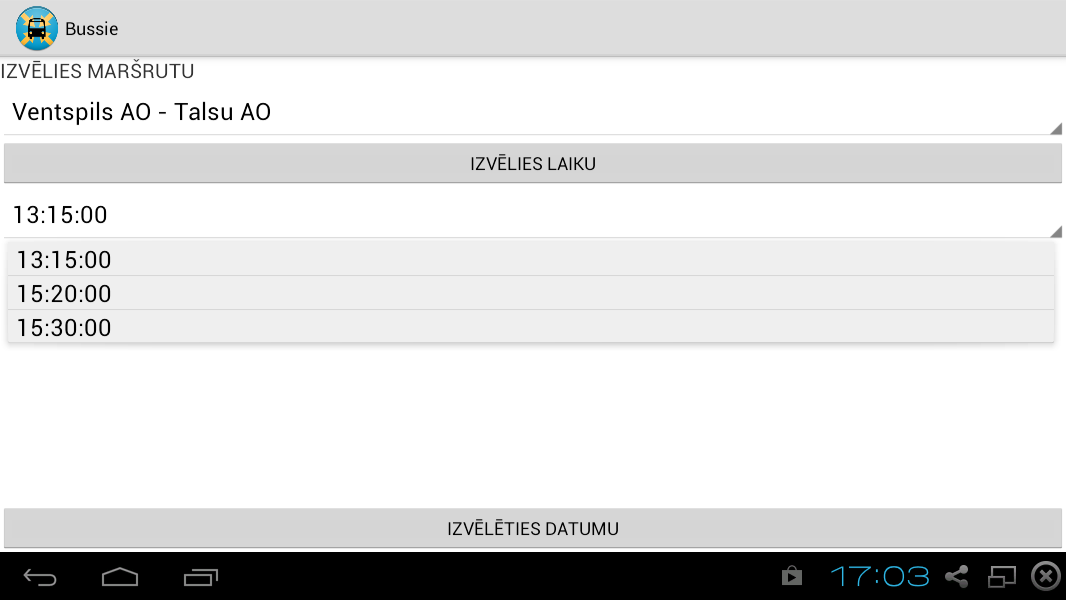 Bussie
IZVĒLIES MARŠRUTU
Ventspils AO - Talsu AO
IZVĒLIES LAIKU
13:15:00
13:15:00
15:20:00
15:30:00
IZVĒLĒTIES DATUMU
17:03